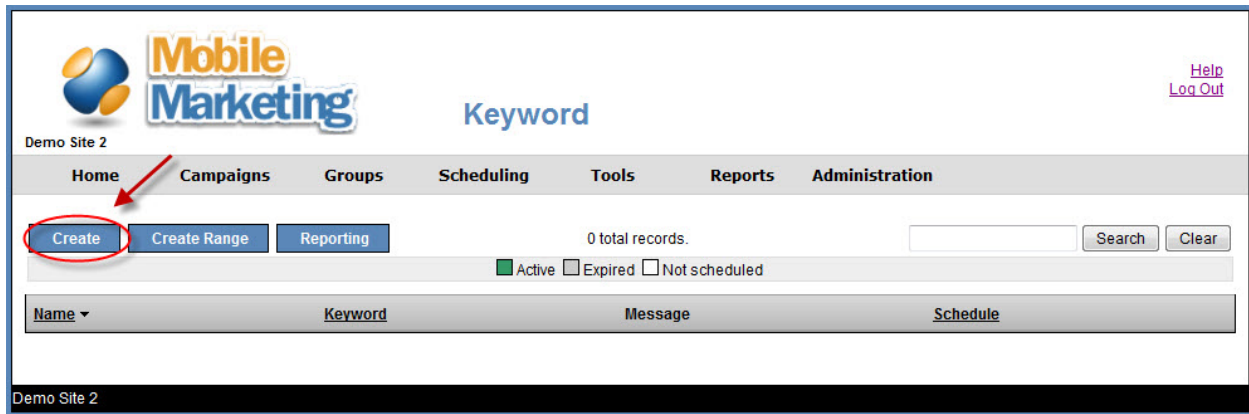 Mobile
Marketing
Help
Log Out
Keyword
Demo Site 2
Home Campaigns Groups Scheduling Tools Reports Administration
Create Create Range Reporting 0 total records. Search Clear
Active Expired Not scheduled
Name Keyword Message Schedule
Demo Site 2